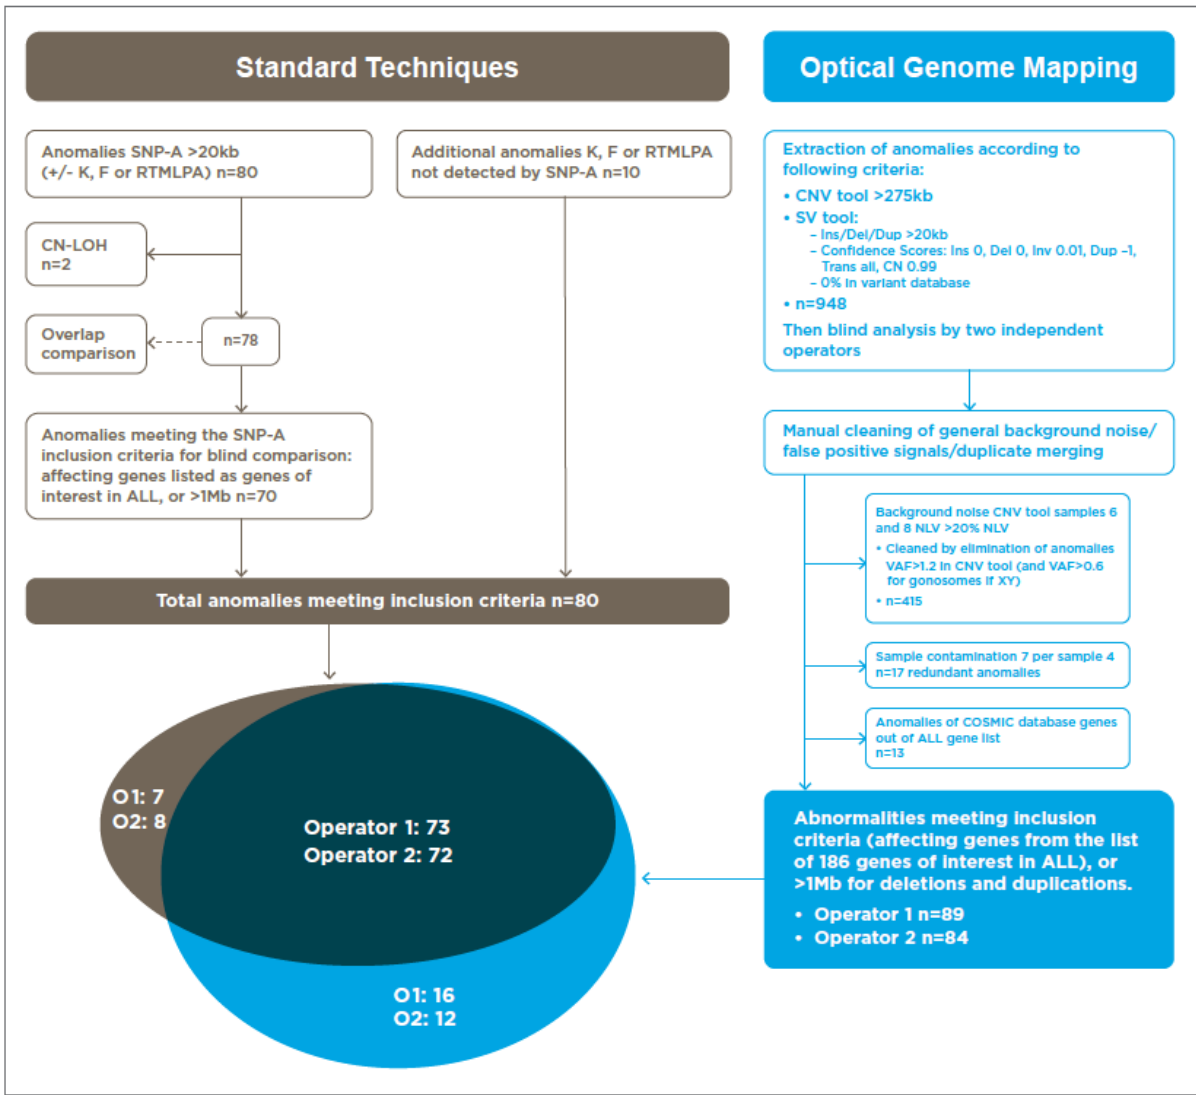 Standard Techniques
Anomalies SNP-A >20kb
(+/- K, F or RTMLPA) n=80
Additional anomalies K, F or RTMLPA
not detected by SNP-A n=10
CN-LOH
n=2
Overlap
comparison
n=78
Anomalies meeting the SNP-A
inclusion criteria for blind comparison:
affecting genes listed as genes of
interest in ALL, or >1Mb n=70
Total anomalies meeting inclusion criteria n=80
Optical Genome Mapping
Extraction of anomalies according to
following criteria:
• CNV tool >275kb
• SV tool:
– Ins/Del/Dup >20kb
– Confidence Scores: Ins 0, Del 0, Inv 0.01, Dup –1,
Trans all, CN 0.99
– 0% in variant database
• n=948
Then blind analysis by two independent
operators
Manual cleaning of general background noise/
false positive signals/duplicate merging
Background noise CNV tool samples 6
and 8 NLV >20% NLV
• Cleaned by elimination of anomalies
VAF>1.2 in CNV tool (and VAF>0.6
for gonosomes if XY)
• n=415
Sample contamination 7 per sample 4
n=17 redundant anomalies
Anomalies of COSMIC database genes
out of ALL gene list
n=13
Abnormalities meeting inclusion
criteria (affecting genes from the list
of 186 genes of interest in ALL), or
>1Mb for deletions and duplications.
• Operator 1 n=89
• Operator 2 n=84
O1: 7
O2: 8
Operator 1: 73
Operator 2: 72
O1: 16
O2: 12